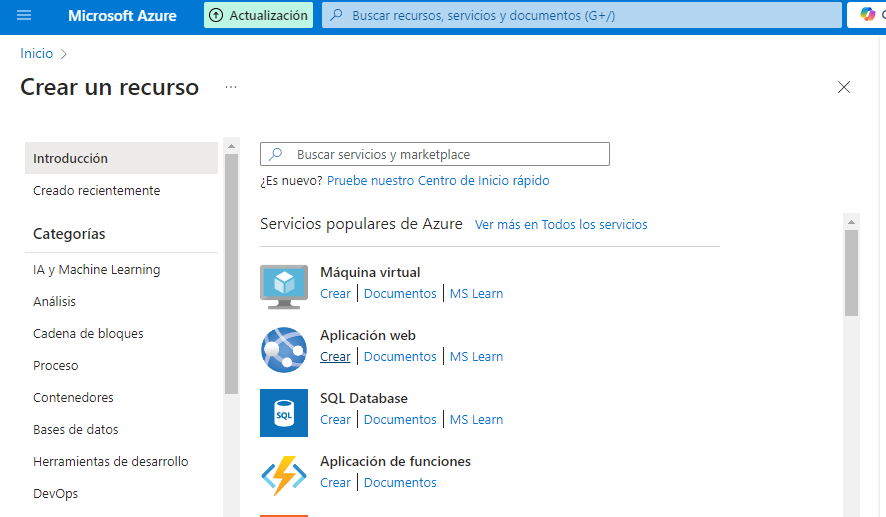 Microsoft Azure
Actualización
Buscar recursos, servicios y documentos (G+/)
Inicio >
Crear un recurso ...
Introducción
Creado recientemente
Categorías
IA y Machine Learning
Análisis
Cadena de bloques
Proceso
Contenedores
Bases de datos
Herramientas de desarrollo
DevOps
Buscar servicios y marketplace
¿Es nuevo? Pruebe nuestro Centro de Inicio rápido
Servicios populares de Azure Ver más en Todos los servicios
Máquina virtual
Crear | Documentos | MS Learn
Aplicación web
Crear | Documentos | MS Learn
SQL
SQL Database
Crear | Documentos | MS Learn
Aplicación de funciones
Crear | Documentos